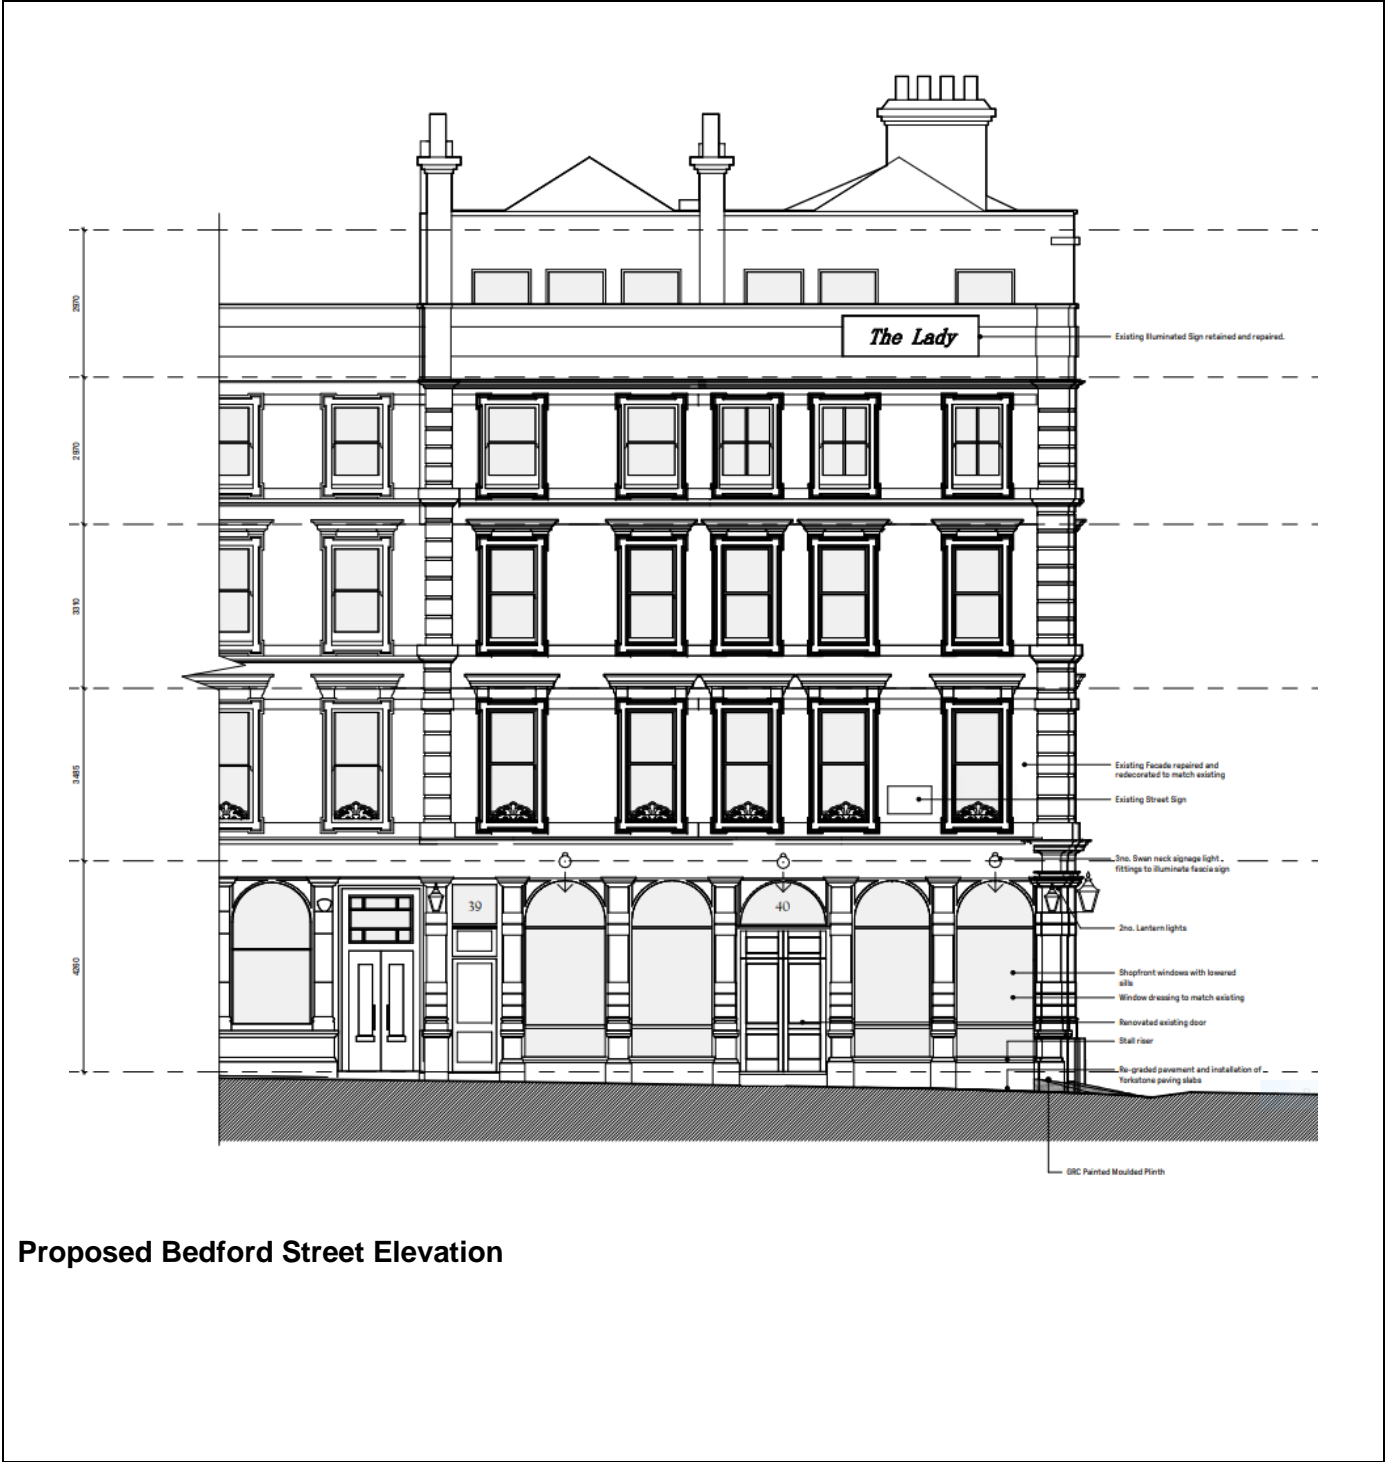 2970
The Lady
Existing Illuminated Sign retained and repaired.
2970
3310
3485
Existing Facade repaired and
redecorated to match existing
Existing Street Sign
3no. Swan neck signage light
fittings to illuminate fascia sign
39
40
2no. Lantern lights
4260
Shopfront windows with lowered
sills
Window dressing to match existing
Renovated existing door
Stall riser
Re-graded pavement and installation of
Yorkstone paving slabs
GRC Painted Moulded Plinth
Proposed Bedford Street Elevation